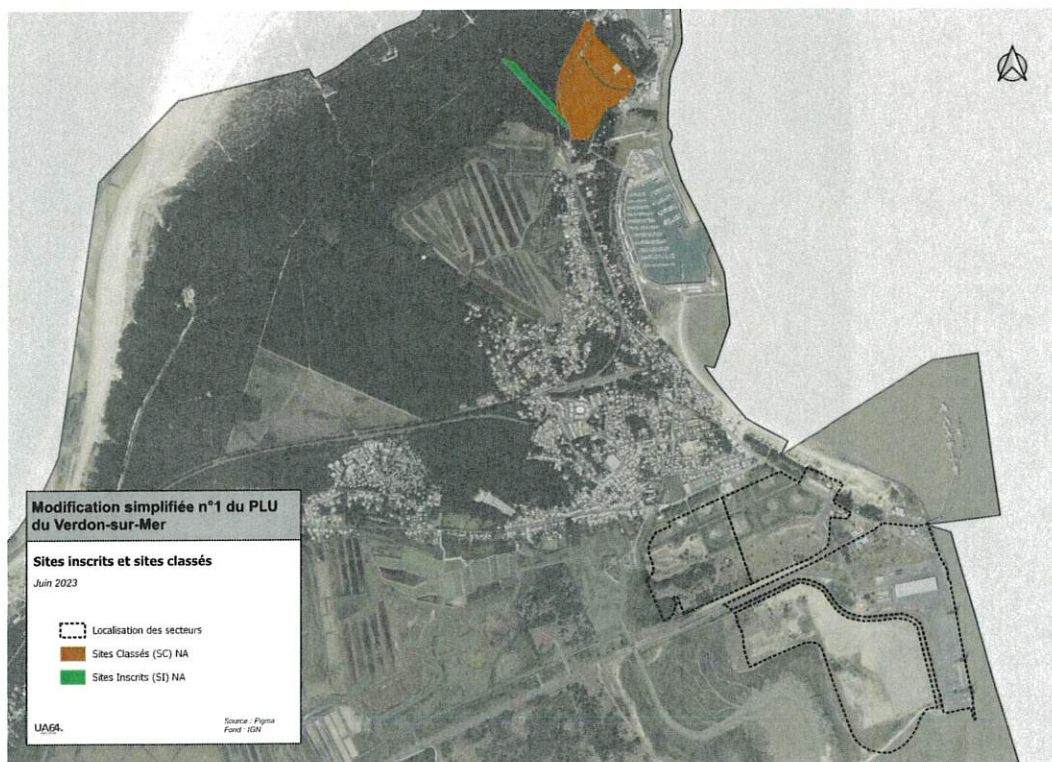 Modification simplifiée n°1 du PLU
du Verdon-sur-Mer
Sites inscrits et sites classés
Juin 2023
Localisation des secteurs
Sites Classés (SC) NA
Sites Inscrits (SI) NA
UA64.
Source : Pigma
Fond : IGN